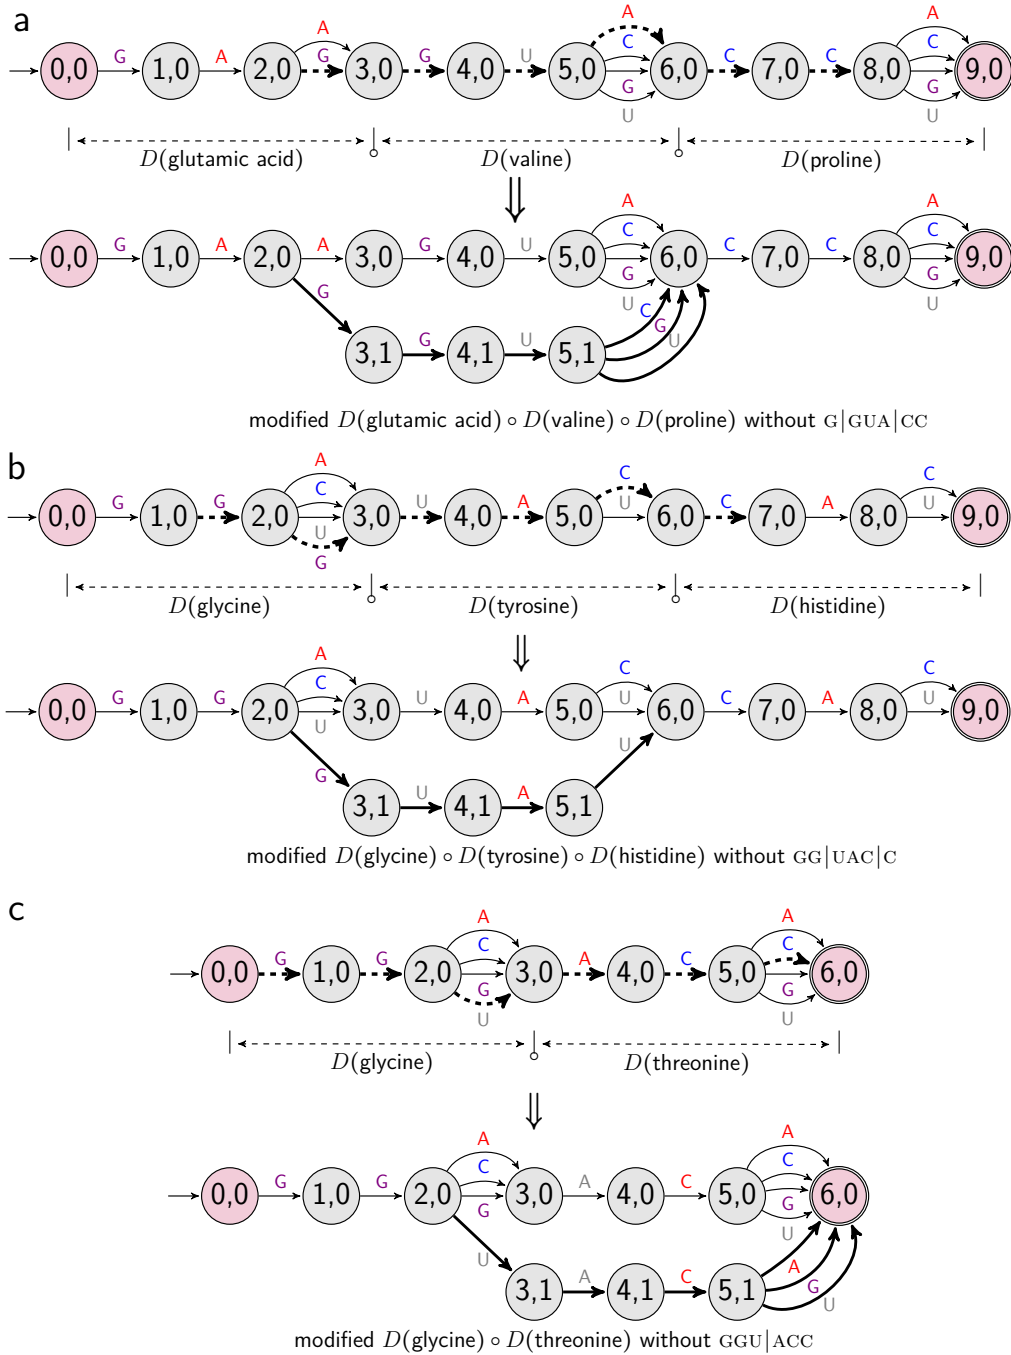 a
A A A
G A G G U C C C C
0,0 1,0 2,0 3,0 4,0 5,0 6,0 7,0 8,0 9,0
G G
U U
D(glutamic acid) D(valine) D(proline)
⇓
A A
G A A G U C C C C
0,0 1,0 2,0 3,0 4,0 5,0 6,0 7,0 8,0 9,0
G G G
U C U
G
U
G U
3,1 4,1 5,1
modified D(glutamic acid) ∘ D(valine) ∘ D(proline) without G|GUA|CC
b
A C C
G G C U A U C A U
0,0 1,0 2,0 3,0 4,0 5,0 6,0 7,0 8,0 9,0
U
G
D(glycine) D(tyrosine) D(histidine)
⇓
A C C
G G C U A U C A U
0,0 1,0 2,0 3,0 4,0 5,0 6,0 7,0 8,0 9,0
U
G U A U
3,1 4,1 5,1
modified D(glycine) ∘ D(tyrosine) ∘ D(histidine) without GG|UAC|C
c
A A
G G C A C C
0,0 1,0 2,0 3,0 4,0 5,0 6,0
G G
U U
D(glycine) D(threonine)
⇓
A A
G G C A C C
0,0 1,0 2,0 3,0 4,0 5,0 6,0
G G
U
U A C A
G
U
3,1 4,1 5,1
modified D(glycine) ∘ D(threonine) without GGU|ACC